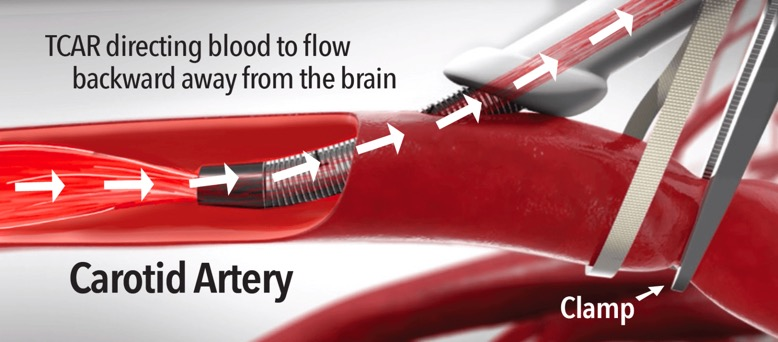 TCAR directing blood to flow
backward away from the brain
Carotid Artery
Clamp